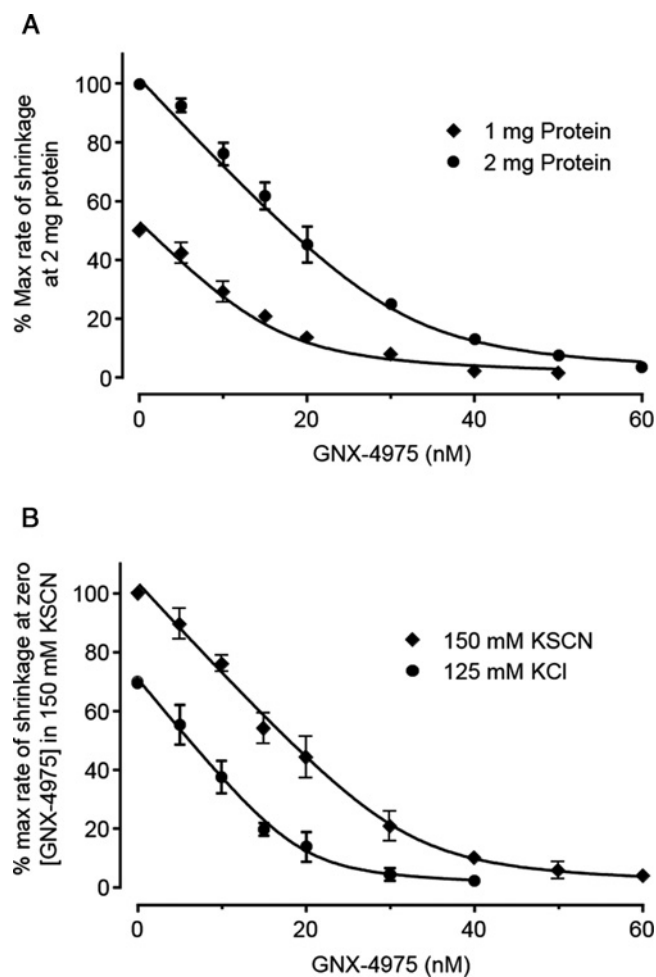 A
% Max rate of shrinkage
at 2 mg protein
100
80
60
40
20
0
1 mg Protein
2 mg Protein
0
20
40
60
GNX-4975 (nM)
B
% max rate of shrinkage at zero
[GNX-4975] in 150 mM KSCN
100
80
60
40
20
0
150 mM KSCN
125 mM KCl
0
20
40
60
GNX-4975 (nM)